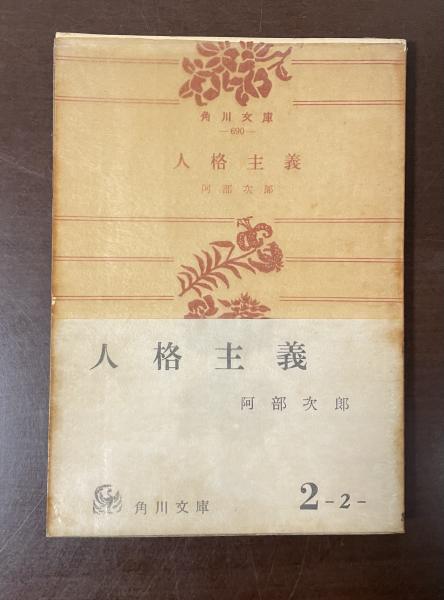 角川文庫
—690—
人格主義
阿部次郎
人格主義
阿部次郎
角川文庫
2-2-